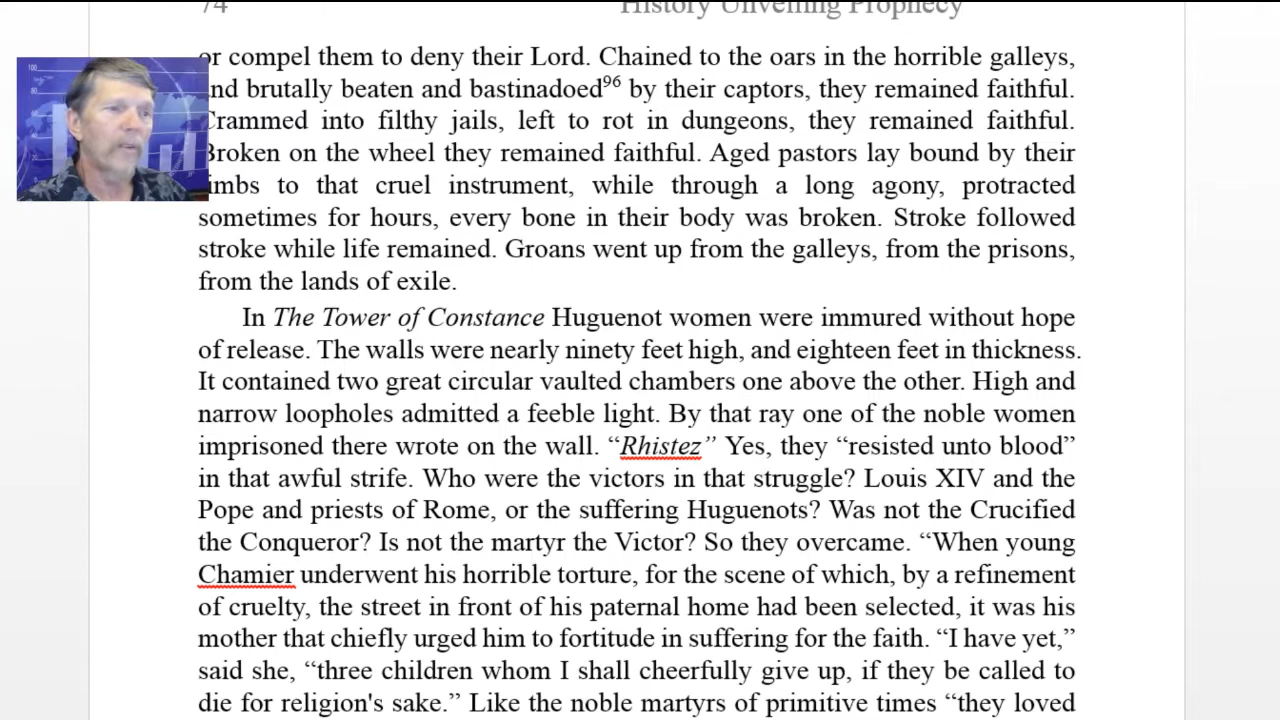 74 History Unveiling Prophecy
or compel them to deny their Lord. Chained to the oars in the horrible galleys,
and brutally beaten and bastinadoed96 by their captors, they remained faithful.
Crammed into filthy jails, left to rot in dungeons, they remained faithful.
Broken on the wheel they remained faithful. Aged pastors lay bound by their
limbs to that cruel instrument, while through a long agony, protracted
sometimes for hours, every bone in their body was broken. Stroke followed
stroke while life remained. Groans went up from the galleys, from the prisons,
from the lands of exile.
In The Tower of Constance Huguenot women were immured without hope
of release. The walls were nearly ninety feet high, and eighteen feet in thickness.
It contained two great circular vaulted chambers one above the other. High and
narrow loopholes admitted a feeble light. By that ray one of the noble women
imprisoned there wrote on the wall. “Rhistez” Yes, they “resisted unto blood”
in that awful strife. Who were the victors in that struggle? Louis XIV and the
Pope and priests of Rome, or the suffering Huguenots? Was not the Crucified
the Conqueror? Is not the martyr the Victor? So they overcame. “When young
Chamier underwent his horrible torture, for the scene of which, by a refinement
of cruelty, the street in front of his paternal home had been selected, it was his
mother that chiefly urged him to fortitude in suffering for the faith. “I have yet,”
said she, “three children whom I shall cheerfully give up, if they be called to
die for religion's sake.” Like the noble martyrs of primitive times “they loved